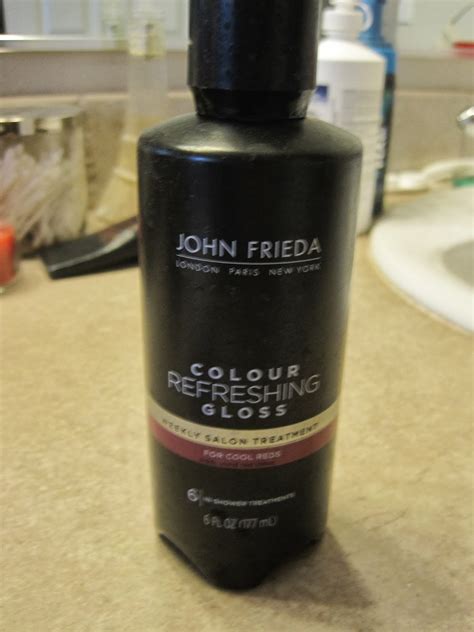 JOHN FRIEDA
LONDON PARIS NEW YORK
COLOUR
REFRESHING
GLOSS
WEEKLY SALON TREATMENT
FOR COOL REDS
6 IN-SHOWER TREATMENTS
6 FL OZ (177 mL)